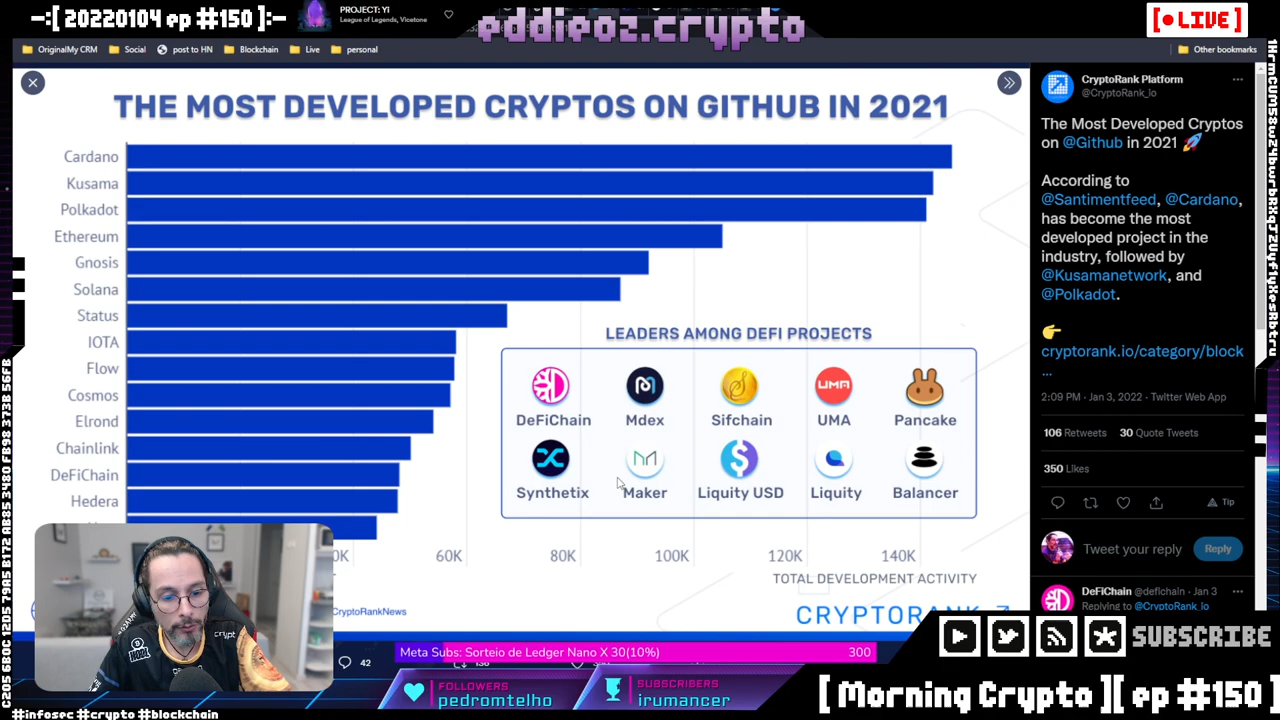 -:[ 20220104 ep #150 ]:-
PROJECT: Yi
League of Legends, Vicetone
eddieoz.crypto
[ LIVE ]
OriginalMy CRM
Social
post to HN
Blockchain
Live
personal
Other bookmarks
THE MOST DEVELOPED CRYPTOS ON GITHUB IN 2021
Cardano
Kusama
Polkadot
Ethereum
Gnosis
Solana
Status
IOTA
Flow
Cosmos
Elrond
Chainlink
DeFiChain
Hedera
LEADERS AMONG DEFI PROJECTS
DeFiChain
Mdex
Sifchain
UMA
UMA
Pancake
Synthetix
Maker
Liquity USD
Liquity
Balancer
60K
80K
100K
120K
140K
TOTAL DEVELOPMENT ACTIVITY
CryptoRankNews
CRYPTORANK
CryptoRank Platform
@CryptoRank_io
The Most Developed Cryptos
on @Github in 2021
According to
@Santimentfeed, @Cardano,
has become the most
developed project in the
industry, followed by
@Kusamanetwork, and
@Polkadot.
cryptorank.io/category/block
...
2:09 PM · Jan 3, 2022 · Twitter Web App
106 Retweets 30 Quote Tweets
350 Likes
Tip
Tweet your reply
Reply
DeFiChain @defichain · Jan 3
Replying to @CryptoRank_io
crypt
42
136
Meta Subs: Sorteio de Ledger Nano X 30(10%)
300
FOLLOWERS
pedromtelho
SUBSCRIBERS
irumancer
SUBSCRIBE
[ Morning Crypto ][ ep #150 ]
#infosec #crypto #blockchain